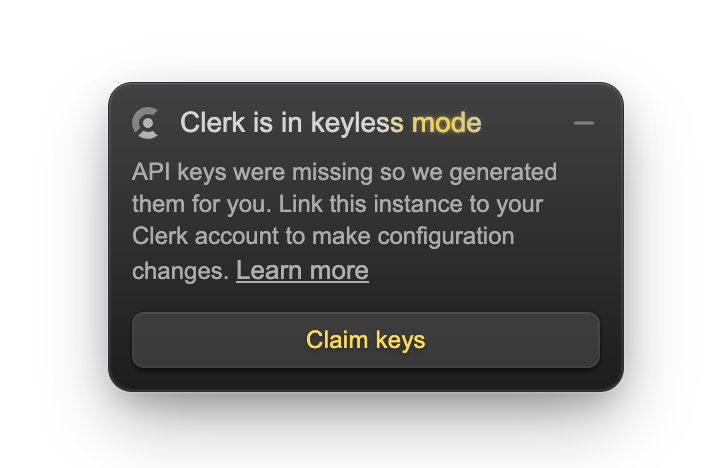 Clerk is in keyless mode
API keys were missing so we generated
them for you. Link this instance to your
Clerk account to make configuration
changes. Learn more
Claim keys